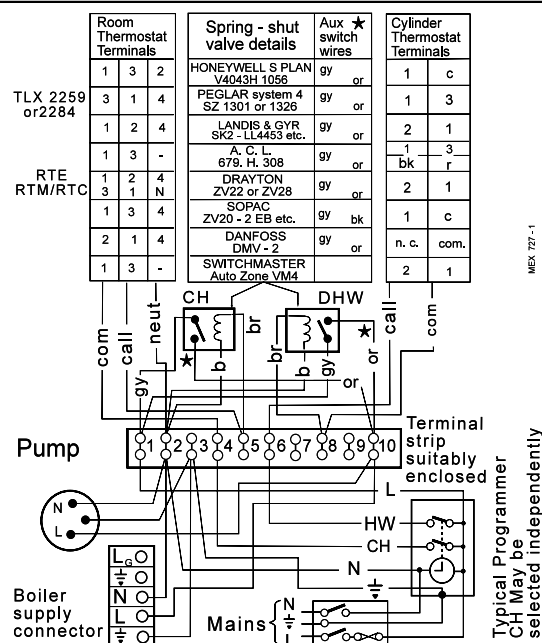 Room Thermostat Terminals
Spring - shut valve details
Aux ★ switch wires
Cylinder Thermostat Terminals
1 3 2 HONEYWELL S PLAN V4043H 1056 gy or 1 c
TLX 2259 or2284 3 1 4 PEGLAR system 4 SZ 1301 or 1326 gy or 1 3
1 2 4 LANDIS & GYR SK2 - LL4453 etc. gy or 2 1
1 3 - A. C. L. 679. H. 308 gy or 1 bk 3 r
RTE 1 2 4 DRAYTON gy 2 1
RTM/RTC 3 1 N ZV22 or ZV28 or
1 3 4 SOPAC ZV20 - 2 EB etc. gy bk 1 c
2 1 4 DANFOSS DMV - 2 gy or n. c. com.
1 3 - SWITCHMASTER Auto Zone VM4 2 1
MEX 727 - 1
CH DHW
com call neut gy b br br b gy or call com
★ ★
or
Pump
1 2 3 4 5 6 7 8 9 10
Terminal strip suitably enclosed
L
N
L
HW
CH
N
Typical Programmer
CH May be
selected independently
Boiler supply connector
LG
N
L
Mains
N
L